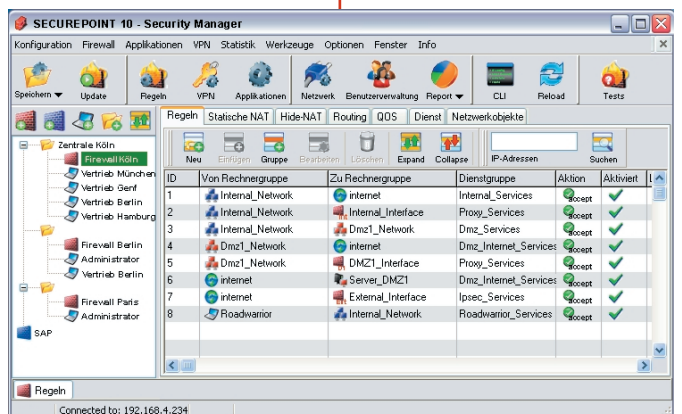 SECUREPOINT 10 - Security Manager
Konfiguration Firewall Applikationen VPN Statistik Werkzeuge Optionen Fenster Info
Speichern Update Regeln VPN Applikationen Netzwerk Benutzerverwaltung Report CLI Reload Tests
Regeln Statische NAT Hide-NAT Routing QOS Dienst Netzwerkobjekte
Neu Einfügen Gruppe Bearbeiten Löschen Expand Collapse IP-Adressen Suchen
Zentrale Köln
Firewall Köln
Vertrieb München
Vertrieb Genf
Vertrieb Berlin
Vertrieb Hamburg
Firewall Berlin
Administrator
Vertrieb Berlin
Firewall Paris
Administrator
SAP
ID Von Rechnergruppe Zu Rechnergruppe Dienstgruppe Aktion Aktiviert
1 Internal_Network internet Internal_Services accept
2 Internal_Network Internal_Interface Proxy_Services accept
3 Internal_Network Dmz1_Network Dmz_Services accept
4 Dmz1_Network internet Dmz_Internet_Services accept
5 Dmz1_Network DMZ1_Interface Proxy_Services accept
6 internet Server_DMZ1 Dmz_Internet_Services accept
7 internet External_Interface Ipsec_Services accept
8 Roadwarrior Internal_Network Roadwarrior_Services accept
Regeln
Connected to: 192.168.4.234